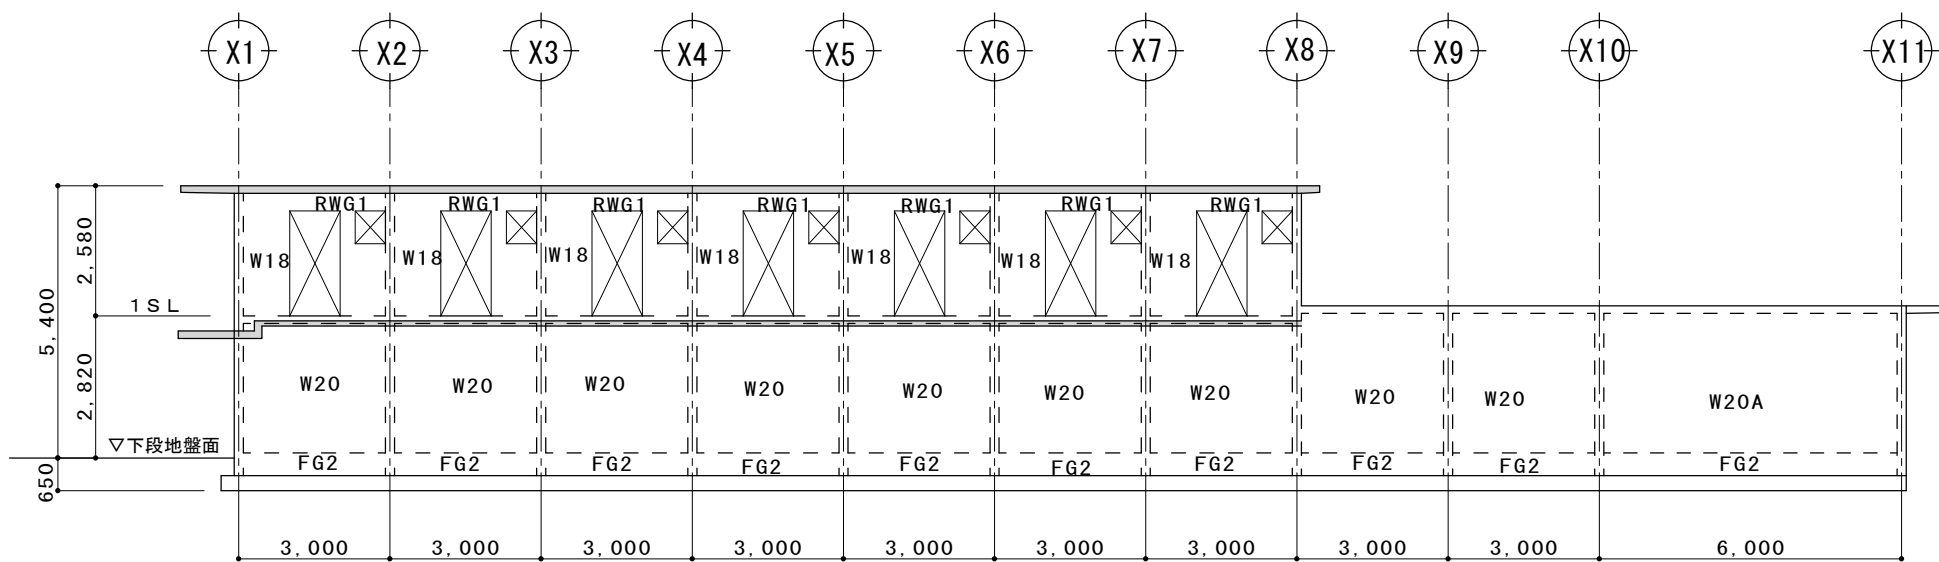 X1 X2 X3 X4 X5 X6 X7 X8 X9 X10 X11
RWG1 RWG1 RWG1 RWG1 RWG1 RWG1 RWG1
2,580
W18 W18 W18 W18 W18 W18 W18
1SL
5,400
2,820
W20 W20 W20 W20 W20 W20 W20 W20 W20 W20A
▽下段地盤面
FG2 FG2 FG2 FG2 FG2 FG2 FG2 FG2 FG2 FG2
650
3,000 3,000 3,000 3,000 3,000 3,000 3,000 3,000 3,000 6,000